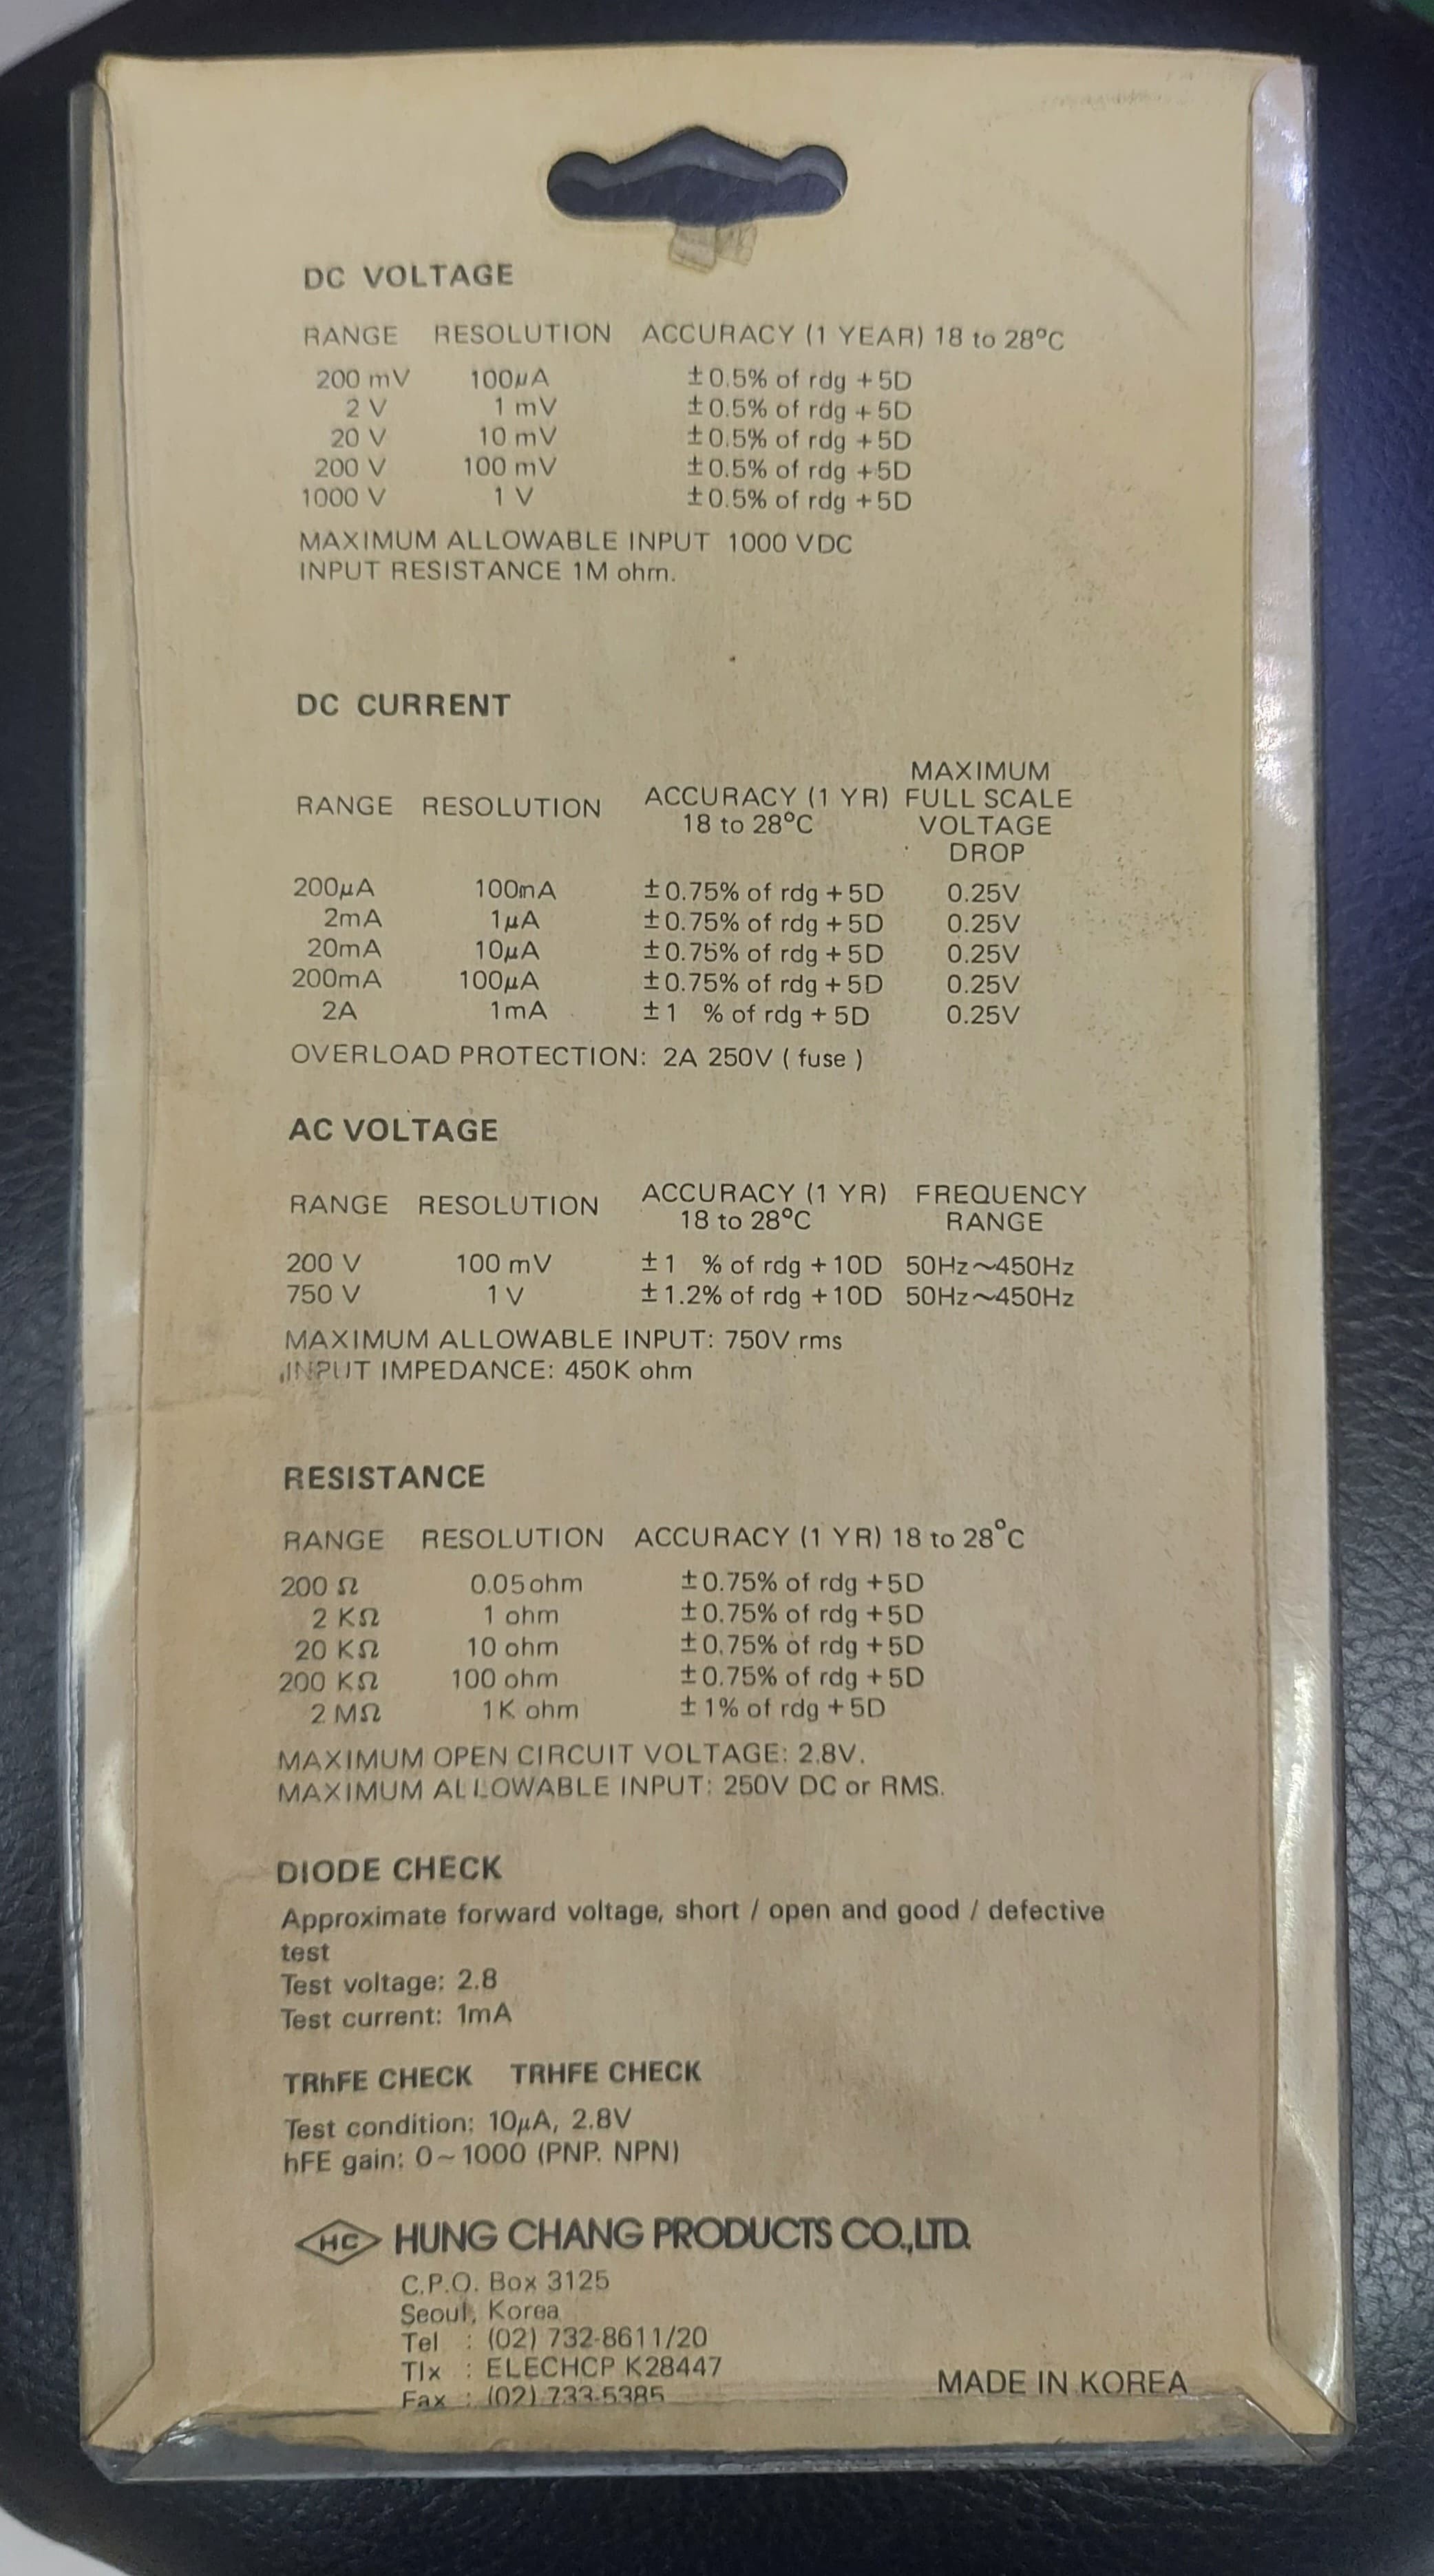 DC VOLTAGE
RANGE RESOLUTION ACCURACY (1 YEAR) 18 to 28°C
200 mV 100μA ±0.5% of rdg +5D
2 V 1 mV ±0.5% of rdg +5D
20 V 10 mV ±0.5% of rdg +5D
200 V 100 mV ±0.5% of rdg +5D
1000 V 1 V ±0.5% of rdg +5D
MAXIMUM ALLOWABLE INPUT 1000 VDC
INPUT RESISTANCE 1M ohm.
DC CURRENT
MAXIMUM
RANGE RESOLUTION ACCURACY (1 YR) FULL SCALE
18 to 28°C VOLTAGE
DROP
200μA 100mA ±0.75% of rdg +5D 0.25V
2mA 1μA ±0.75% of rdg +5D 0.25V
20mA 10μA ±0.75% of rdg +5D 0.25V
200mA 100μA ±0.75% of rdg +5D 0.25V
2A 1mA ±1 % of rdg +5D 0.25V
OVERLOAD PROTECTION: 2A 250V ( fuse )
AC VOLTAGE
RANGE RESOLUTION ACCURACY (1 YR) FREQUENCY
18 to 28°C RANGE
200 V 100 mV ±1 % of rdg +10D 50Hz~450Hz
750 V 1 V ±1.2% of rdg +10D 50Hz~450Hz
MAXIMUM ALLOWABLE INPUT: 750V rms
INPUT IMPEDANCE: 450K ohm
RESISTANCE
RANGE RESOLUTION ACCURACY (1 YR) 18 to 28°C
200 Ω 0.05ohm ±0.75% of rdg +5D
2 KΩ 1 ohm ±0.75% of rdg +5D
20 KΩ 10 ohm ±0.75% of rdg +5D
200 KΩ 100 ohm ±0.75% of rdg +5D
2 MΩ 1K ohm ±1% of rdg +5D
MAXIMUM OPEN CIRCUIT VOLTAGE: 2.8V.
MAXIMUM ALLOWABLE INPUT: 250V DC or RMS.
DIODE CHECK
Approximate forward voltage, short / open and good / defective
test
Test voltage: 2.8
Test current: 1mA
TRhFE CHECK TRHFE CHECK
Test condition: 10μA, 2.8V
hFE gain: 0~1000 (PNP. NPN)
HC HUNG CHANG PRODUCTS CO.,LTD.
C.P.O. Box 3125
Seoul, Korea
Tel : (02) 732-8611/20
Tlx : ELECHCP K28447
Fax : (02) 733-5385
MADE IN KOREA